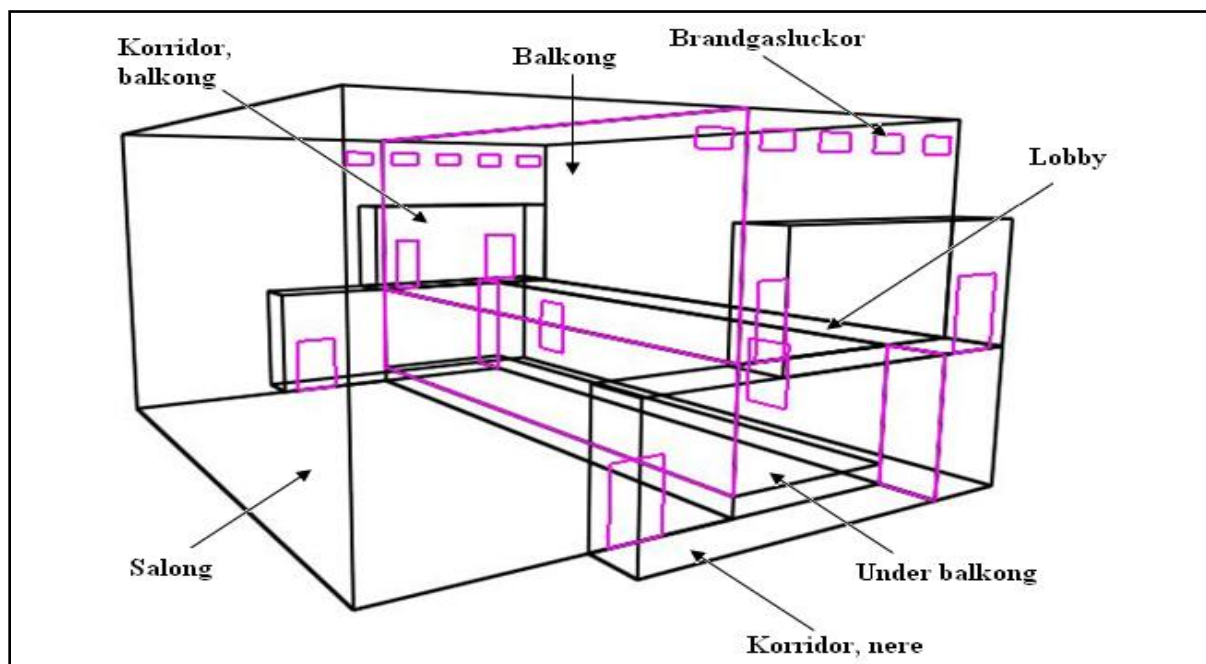 Korridor,
balkong
Balkong
Brandgasluckor
Lobby
Salong
Under balkong
Korridor, nere